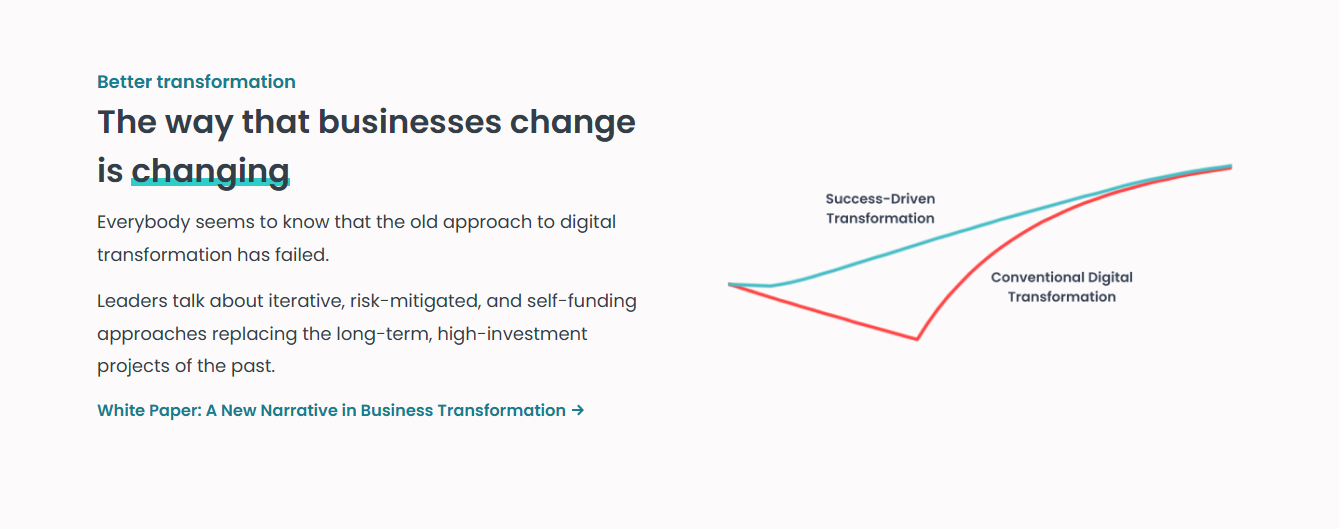 Better transformation
The way that businesses change
is changing
Everybody seems to know that the old approach to digital
transformation has failed.
Leaders talk about iterative, risk-mitigated, and self-funding
approaches replacing the long-term, high-investment
projects of the past.
White Paper: A New Narrative in Business Transformation →
Success-Driven
Transformation
Conventional Digital
Transformation